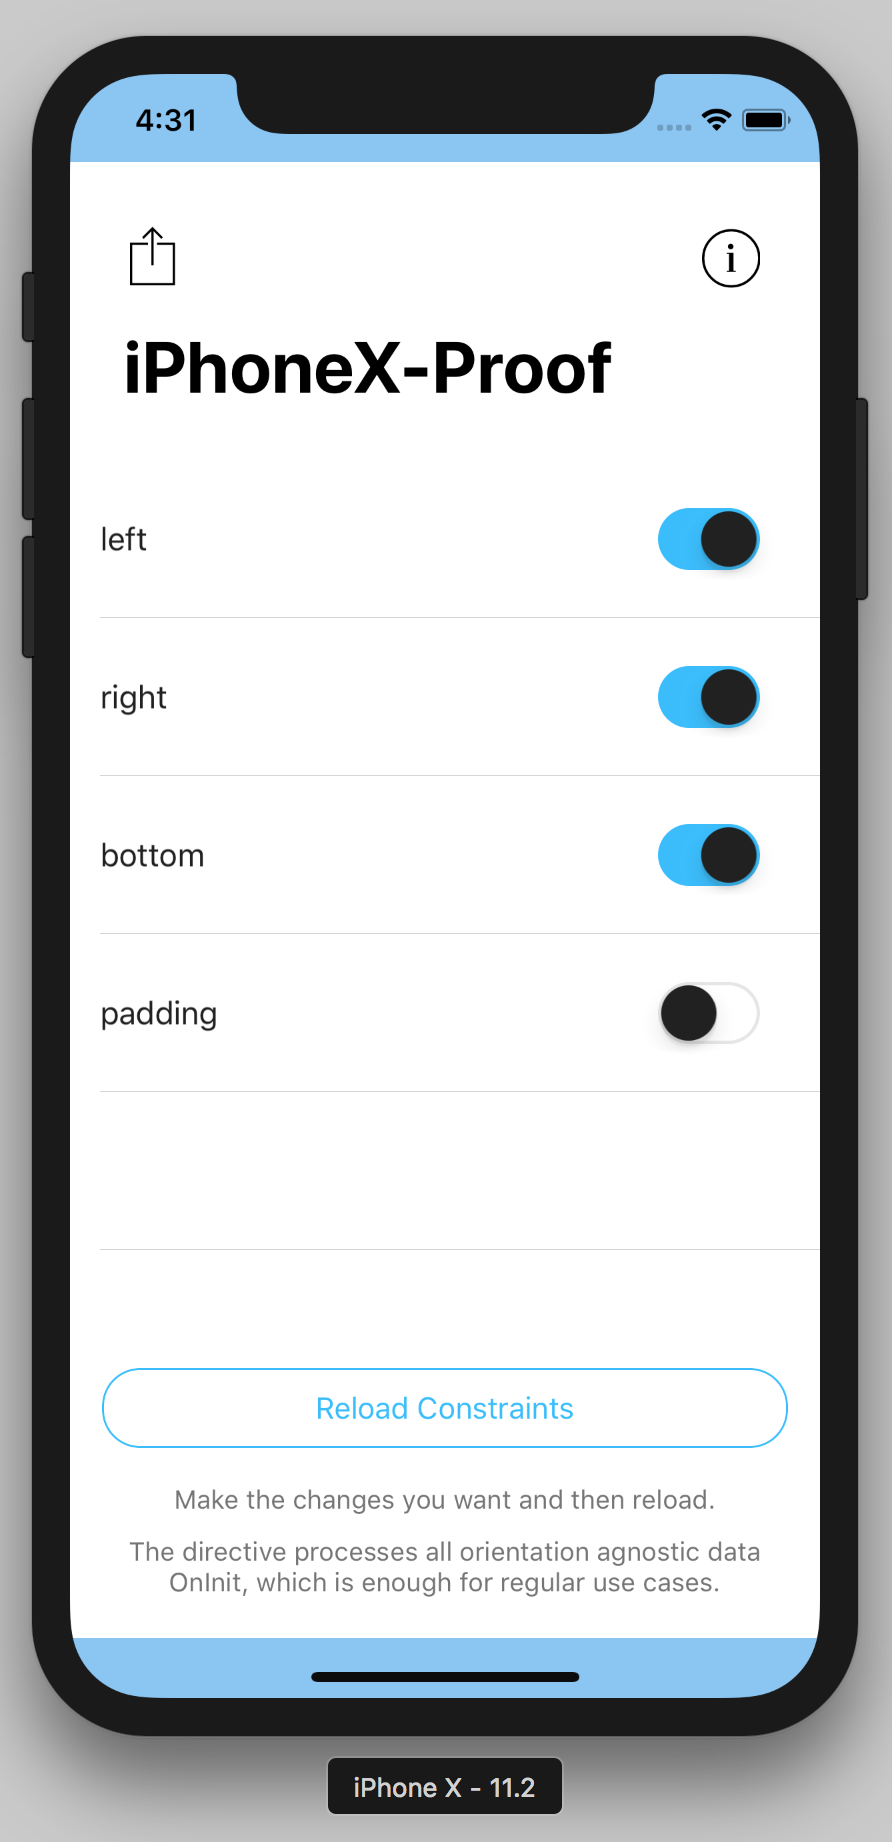 4:31
i
iPhoneX-Proof
left
right
bottom
padding
Reload Constraints
Make the changes you want and then reload.
The directive processes all orientation agnostic data
OnInit, which is enough for regular use cases.
iPhone X - 11.2